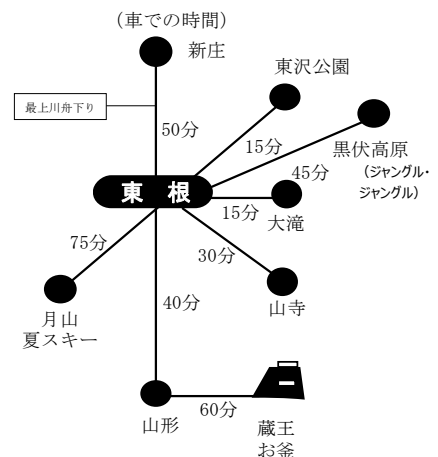 （車での時間）
新庄
東沢公園
最上川舟下り
50分
15分
黒伏高原
（ジャングル・
ジャングル）
45分
東　根
15分
大滝
75分
30分
40分
山寺
月山
夏スキー
山形
60分
蔵王
お釜